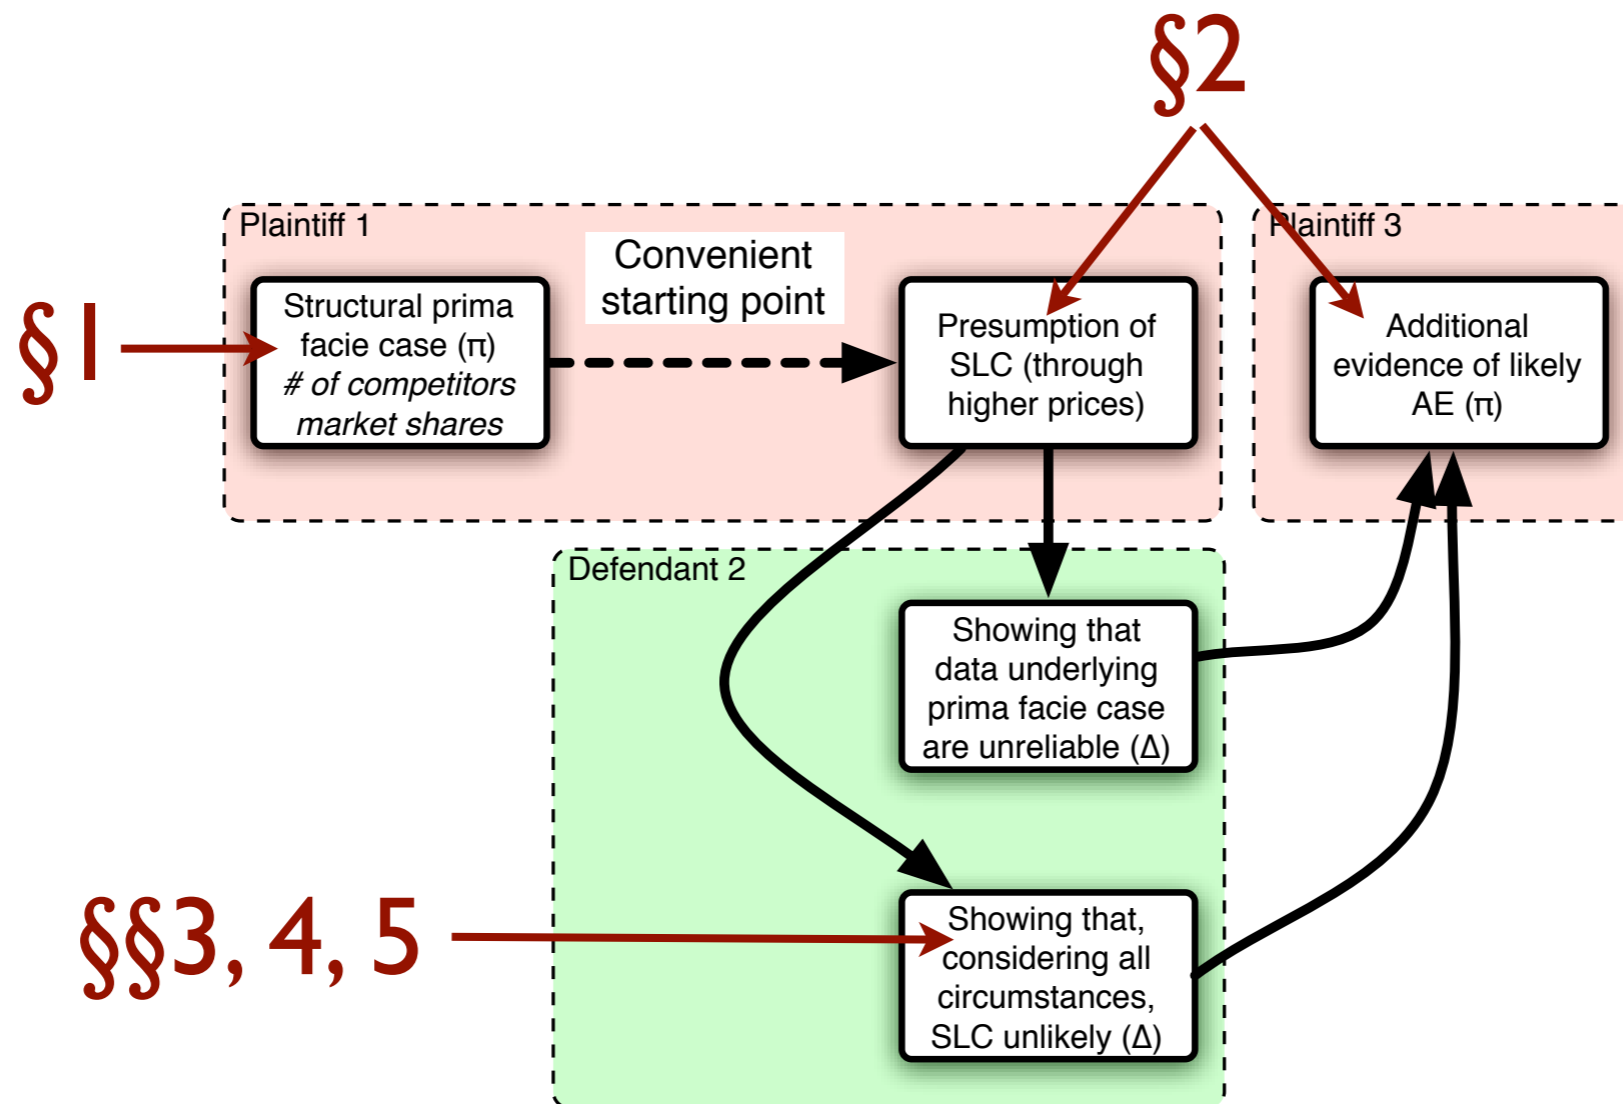 §2
Plaintiff 1
Plaintiff 3
Convenient
starting point
§1
Structural prima
facie case (π)
# of competitors
market shares
Presumption of
SLC (through
higher prices)
Additional
evidence of likely
AE (π)
Defendant 2
Showing that
data underlying
prima facie case
are unreliable (Δ)
§§3, 4, 5
Showing that,
considering all
circumstances,
SLC unlikely (Δ)